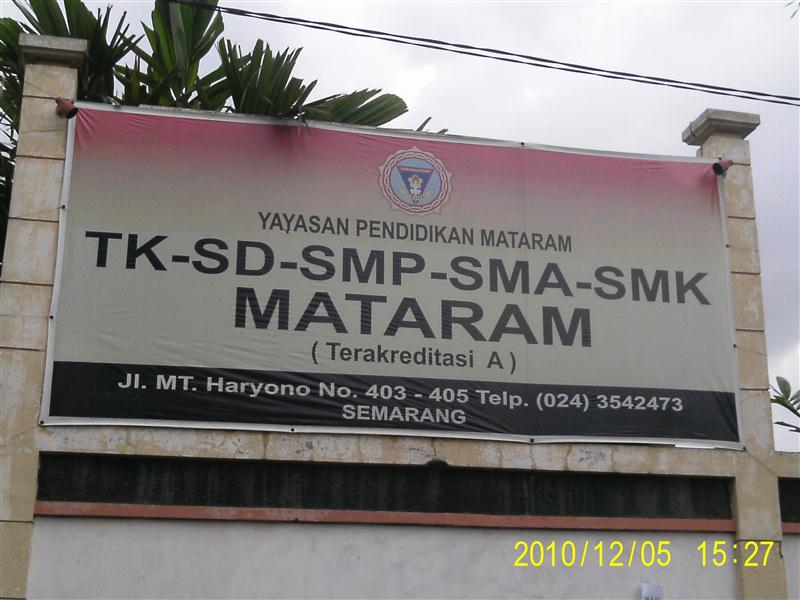 YAYASAN PENDIDIKAN MATARAM
TK-SD-SMP-SMA-SMK
MATARAM
( Terakreditasi A )
Jl. MT. Haryono No. 403 - 405 Telp. (024) 3542473
SEMARANG
2010/12/05 15:27